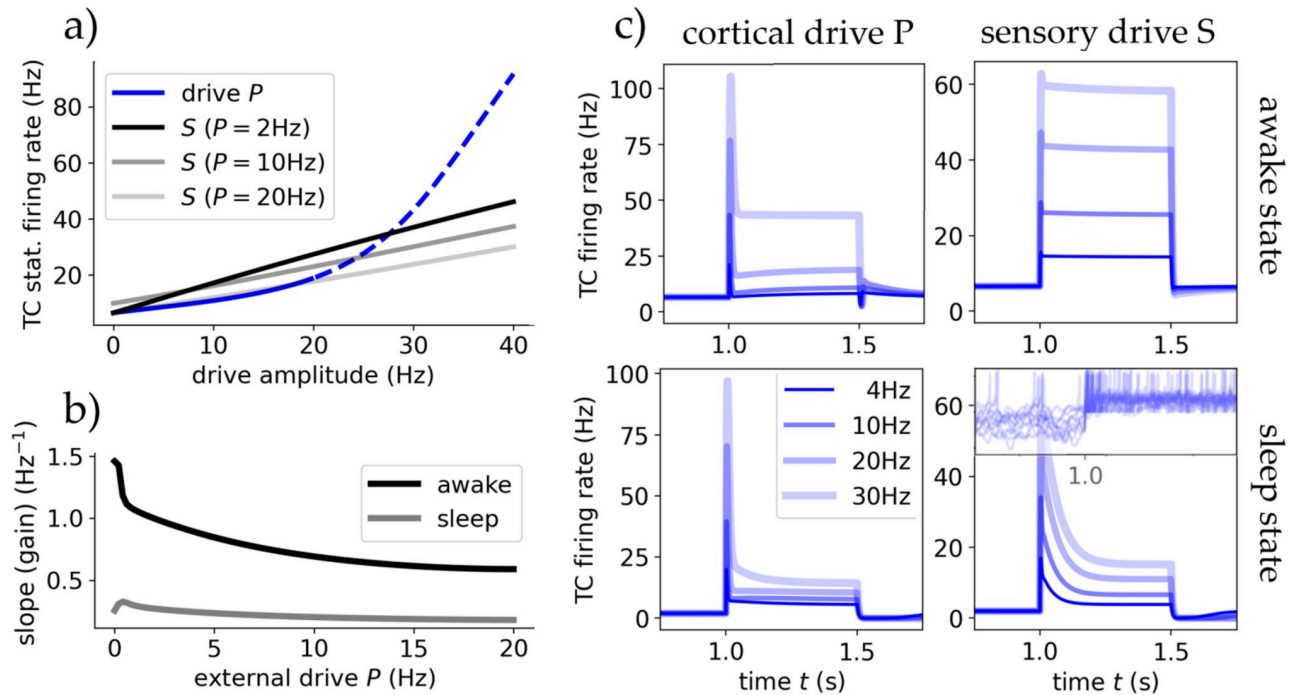 a)
TC stat. firing rate (Hz)
80
60
40
20
drive P
S (P = 2Hz)
S (P = 10Hz)
S (P = 20Hz)
0 10 20 30 40
drive amplitude (Hz)
b)
slope (gain) (Hz⁻¹)
1.5
1.0
0.5
awake
sleep
0 5 10 15 20
external drive P (Hz)
c)
cortical drive P
sensory drive S
TC firing rate (Hz)
100
75
50
25
0
1.0 1.5
60
40
20
0
1.0 1.5
awake state
TC firing rate (Hz)
100
75
50
25
0
4Hz
10Hz
20Hz
30Hz
1.0 1.5
time t (s)
60
40
20
0
1.0
1.0 1.5
time t (s)
sleep state